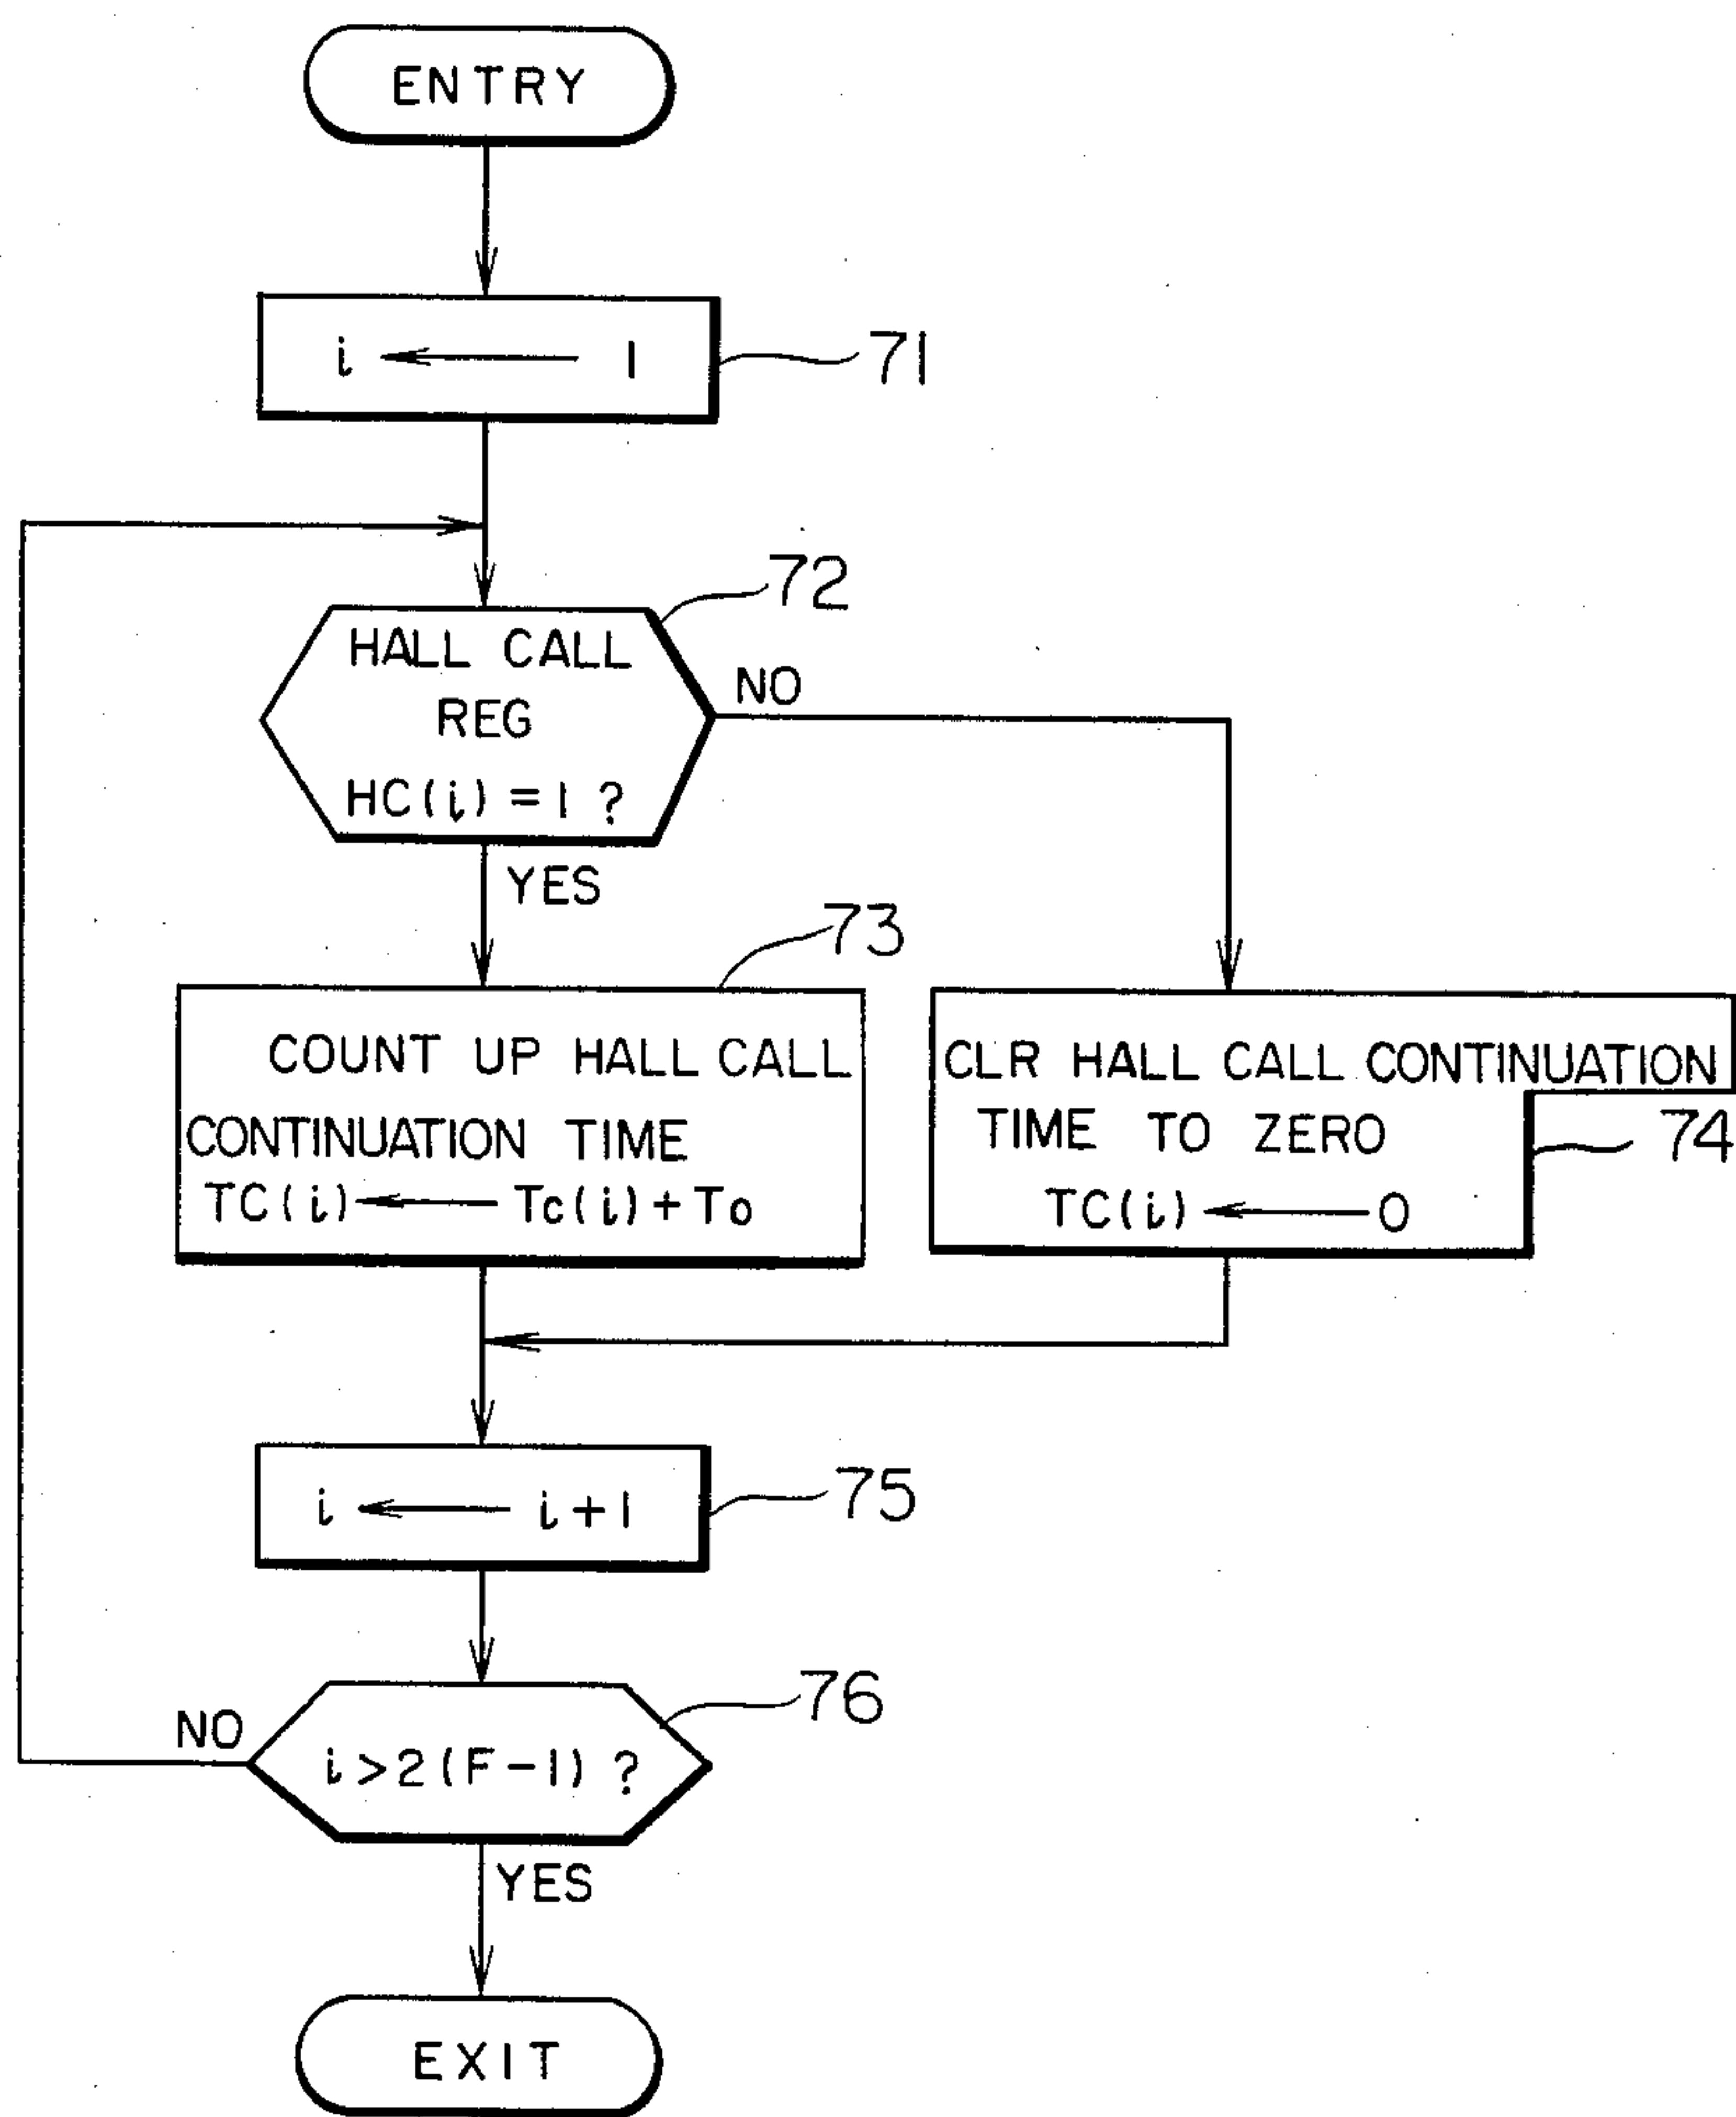 ENTRY
i ← 1
71
72
HALL CALL
REG
HC(i) = 1 ?
NO
YES
73
COUNT UP HALL CALL
CONTINUATION TIME
TC(i) ← Tc(i) + To
CLR HALL CALL CONTINUATION
TIME TO ZERO
TC(i) ← 0
74
i ← i + 1
75
76
i > 2 (F - 1) ?
NO
YES
EXIT